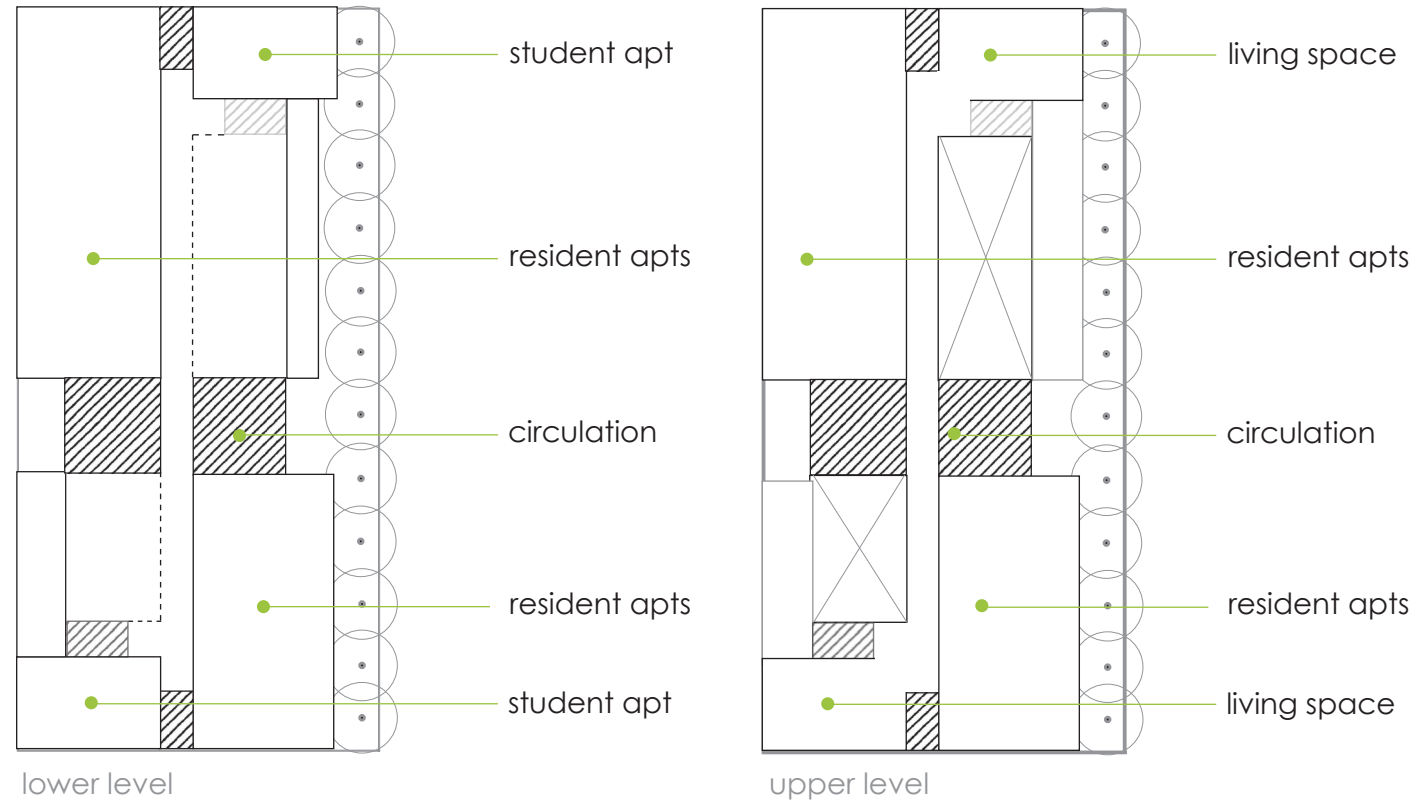 student apt
resident apts
circulation
resident apts
student apt
lower level
living space
resident apts
circulation
resident apts
living space
upper level